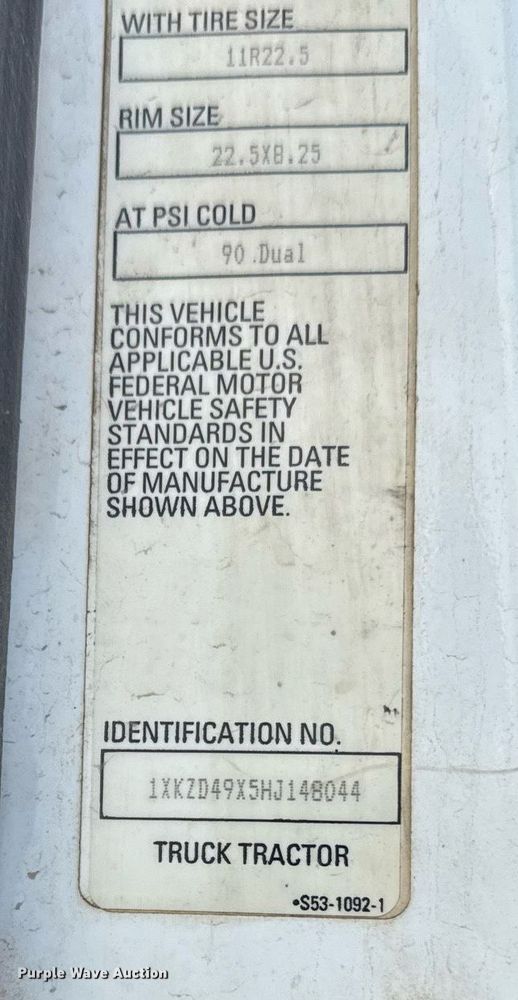 WITH TIRE SIZE
11R22.5
RIM SIZE
22.5X8.25
AT PSI COLD
90 .Dual
THIS VEHICLE
CONFORMS TO ALL
APPLICABLE U.S.
FEDERAL MOTOR
VEHICLE SAFETY
STANDARDS IN
EFFECT ON THE DATE
OF MANUFACTURE
SHOWN ABOVE.
IDENTIFICATION NO.
1XKZD49X5HJ148044
TRUCK TRACTOR
•S53-1092-1
Purple Wave Auction